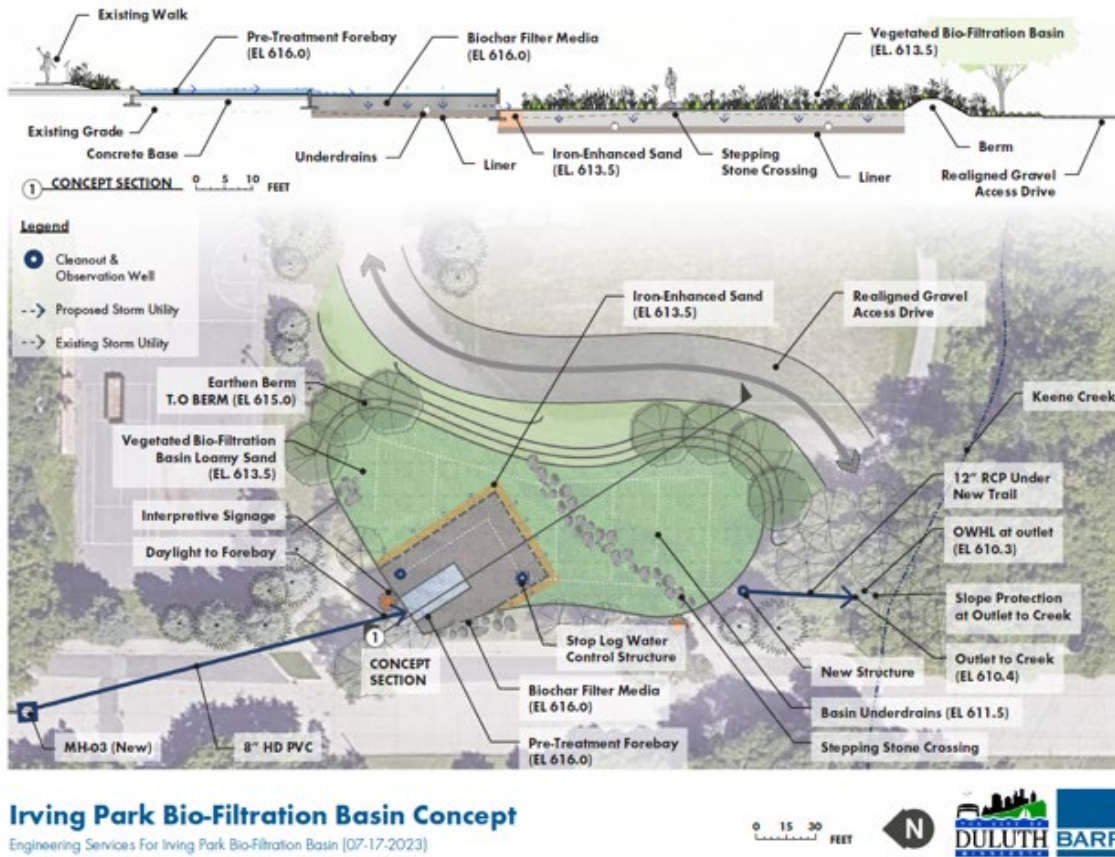 Existing Walk
Pre-Treatment Forebay
(EL 616.0)
Biochar Filter Media
(EL 616.0)
Vegetated Bio-Filtration Basin
(EL. 613.5)
Existing Grade
Concrete Base
Underdrains
Liner
Iron-Enhanced Sand
(EL. 613.5)
Stepping
Stone Crossing
Liner
Berm
Realigned Gravel
Access Drive
1 CONCEPT SECTION
0 5 10 FEET
Legend
Cleanout &
Observation Well
Proposed Storm Utility
Existing Storm Utility
Iron-Enhanced Sand
(EL 613.5)
Realigned Gravel
Access Drive
Earthen Berm
T.O BERM (EL 615.0)
Keene Creek
Vegetated Bio-Filtration
Basin Loamy Sand
(EL. 613.5)
12" RCP Under
New Trail
Interpretive Signage
OWHL at outlet
(EL 610.3)
Daylight to Forebay
Slope Protection
at Outlet to Creek
1
CONCEPT
SECTION
Stop Log Water
Control Structure
New Structure
Outlet to Creek
(EL 610.4)
Biochar Filter Media
(EL 616.0)
Basin Underdrains (EL 611.5)
MH-03 (New)
8" HD PVC
Pre-Treatment Forebay
(EL 616.0)
Stepping Stone Crossing
Irving Park Bio-Filtration Basin Concept
Engineering Services For Irving Park Bio-Filtration Basin (07-17-2023)
0 15 30 FEET
N
THE CITY OF
DULUTH
MINNESOTA
BARR